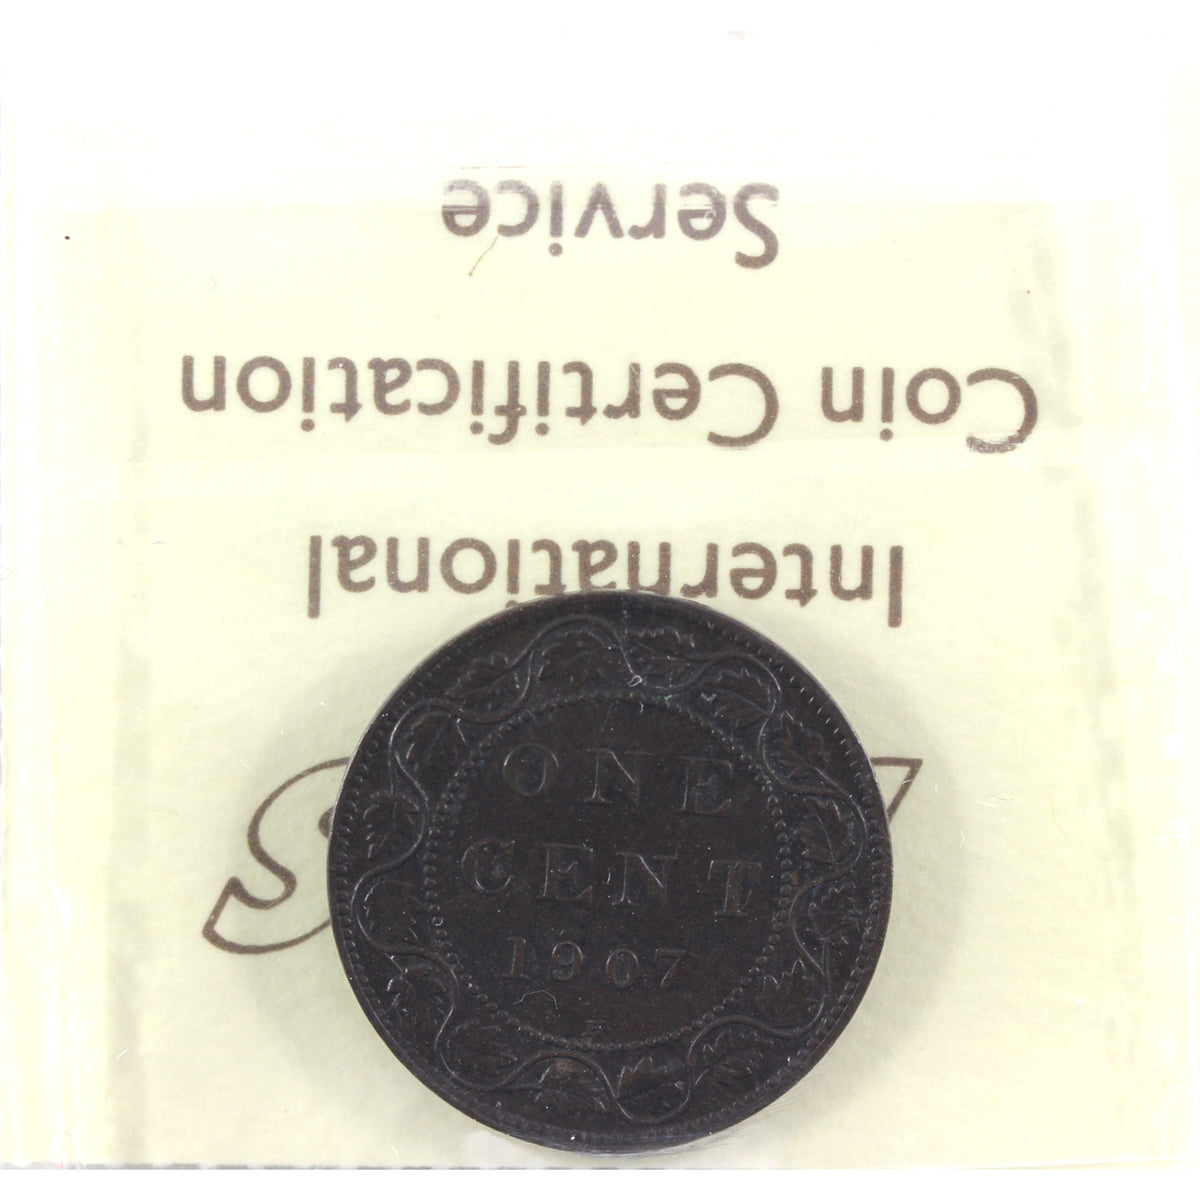 International
Coin Certification
Service
ONE
CENT
1907